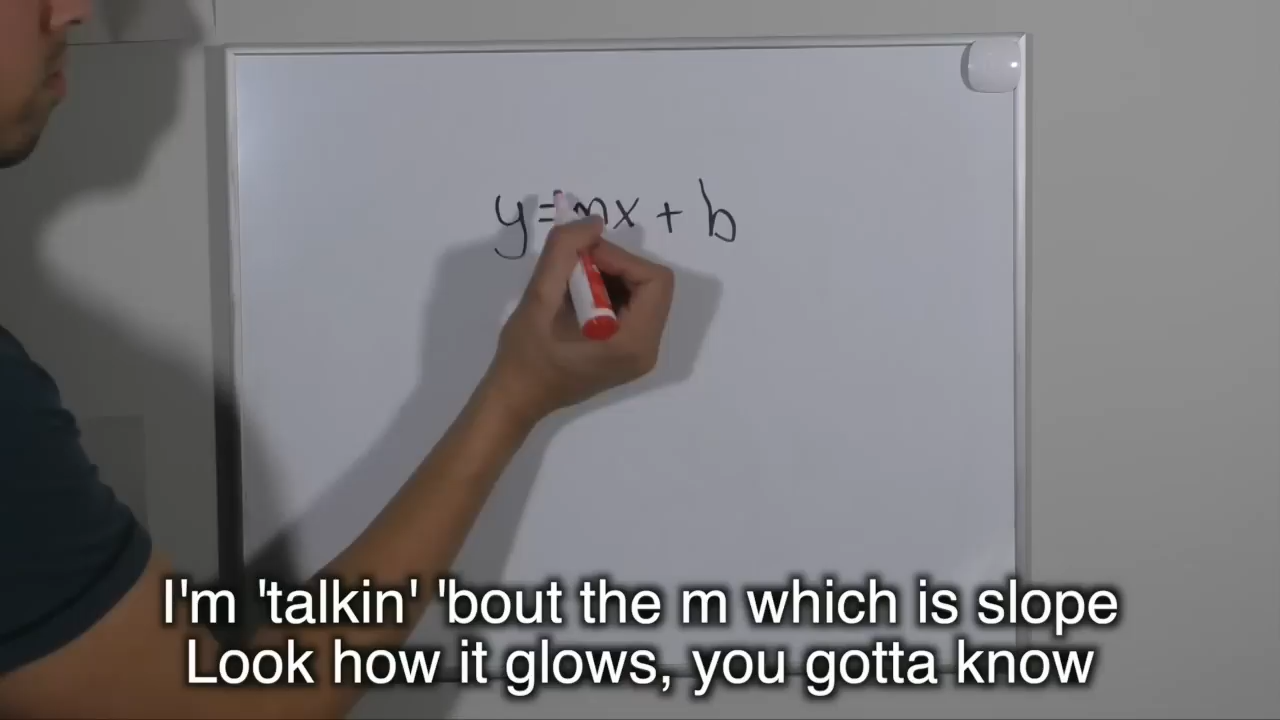 y=mx + b
I'm 'talkin' 'bout the m which is slope
Look how it glows, you gotta know